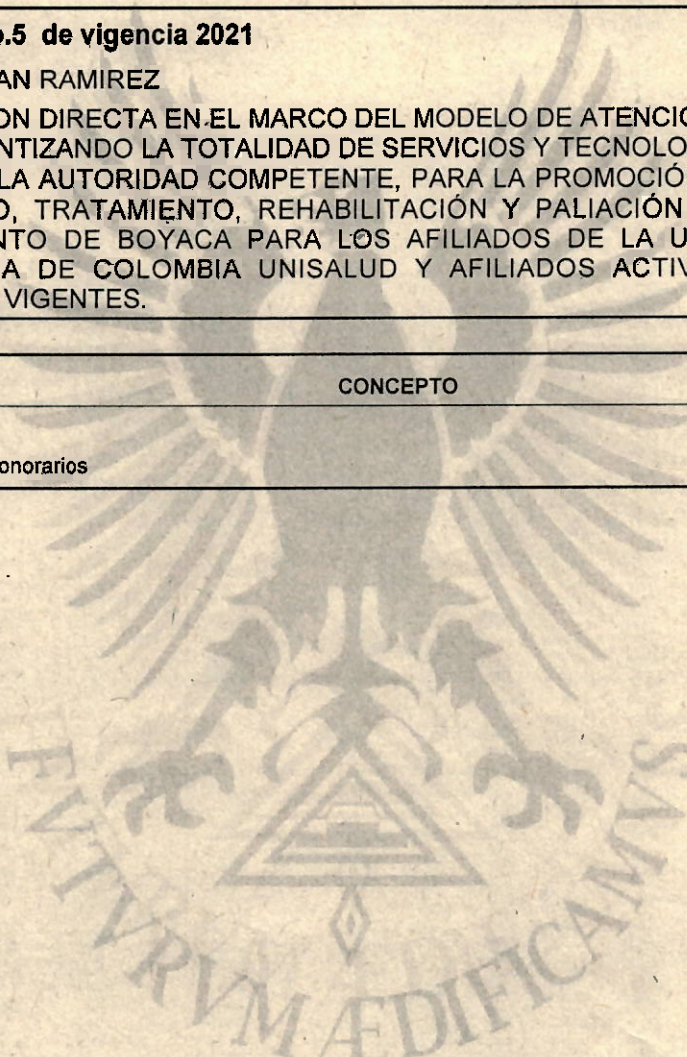 o.5 de vigencia 2021
AN RAMIREZ
ON DIRECTA EN EL MARCO DEL MODELO DE ATENCIO
NTIZANDO LA TOTALIDAD DE SERVICIOS Y TECNOLO
LA AUTORIDAD COMPETENTE, PARA LA PROMOCIÓ
O, TRATAMIENTO, REHABILITACIÓN Y PALIACIÓN
NTO DE BOYACA PARA LOS AFILIADOS DE LA U
A DE COLOMBIA UNISALUD Y AFILIADOS ACTIV
VIGENTES.
CONCEPTO
onorarios
FVTVRVM ÆDIFICAMVS